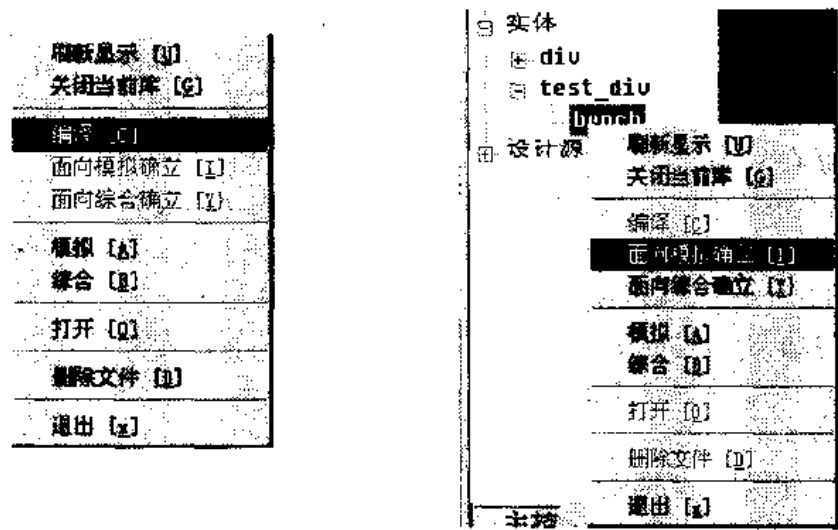 刷新显示 [U]
关闭当前库 [G]
编译 [C]
面向模拟确立 [I]
面向综合确立 [Y]
模拟 [A]
综合 [B]
打开 [O]
删除文件 [D]
退出 [x]
实体
div
test_div
bench
设计源
刷新显示 [U]
关闭当前库 [G]
编译 [C]
面向模拟确立 [I]
面向综合确立 [Y]
模拟 [A]
综合 [B]
打开 [O]
删除文件 [D]
退出 [x]